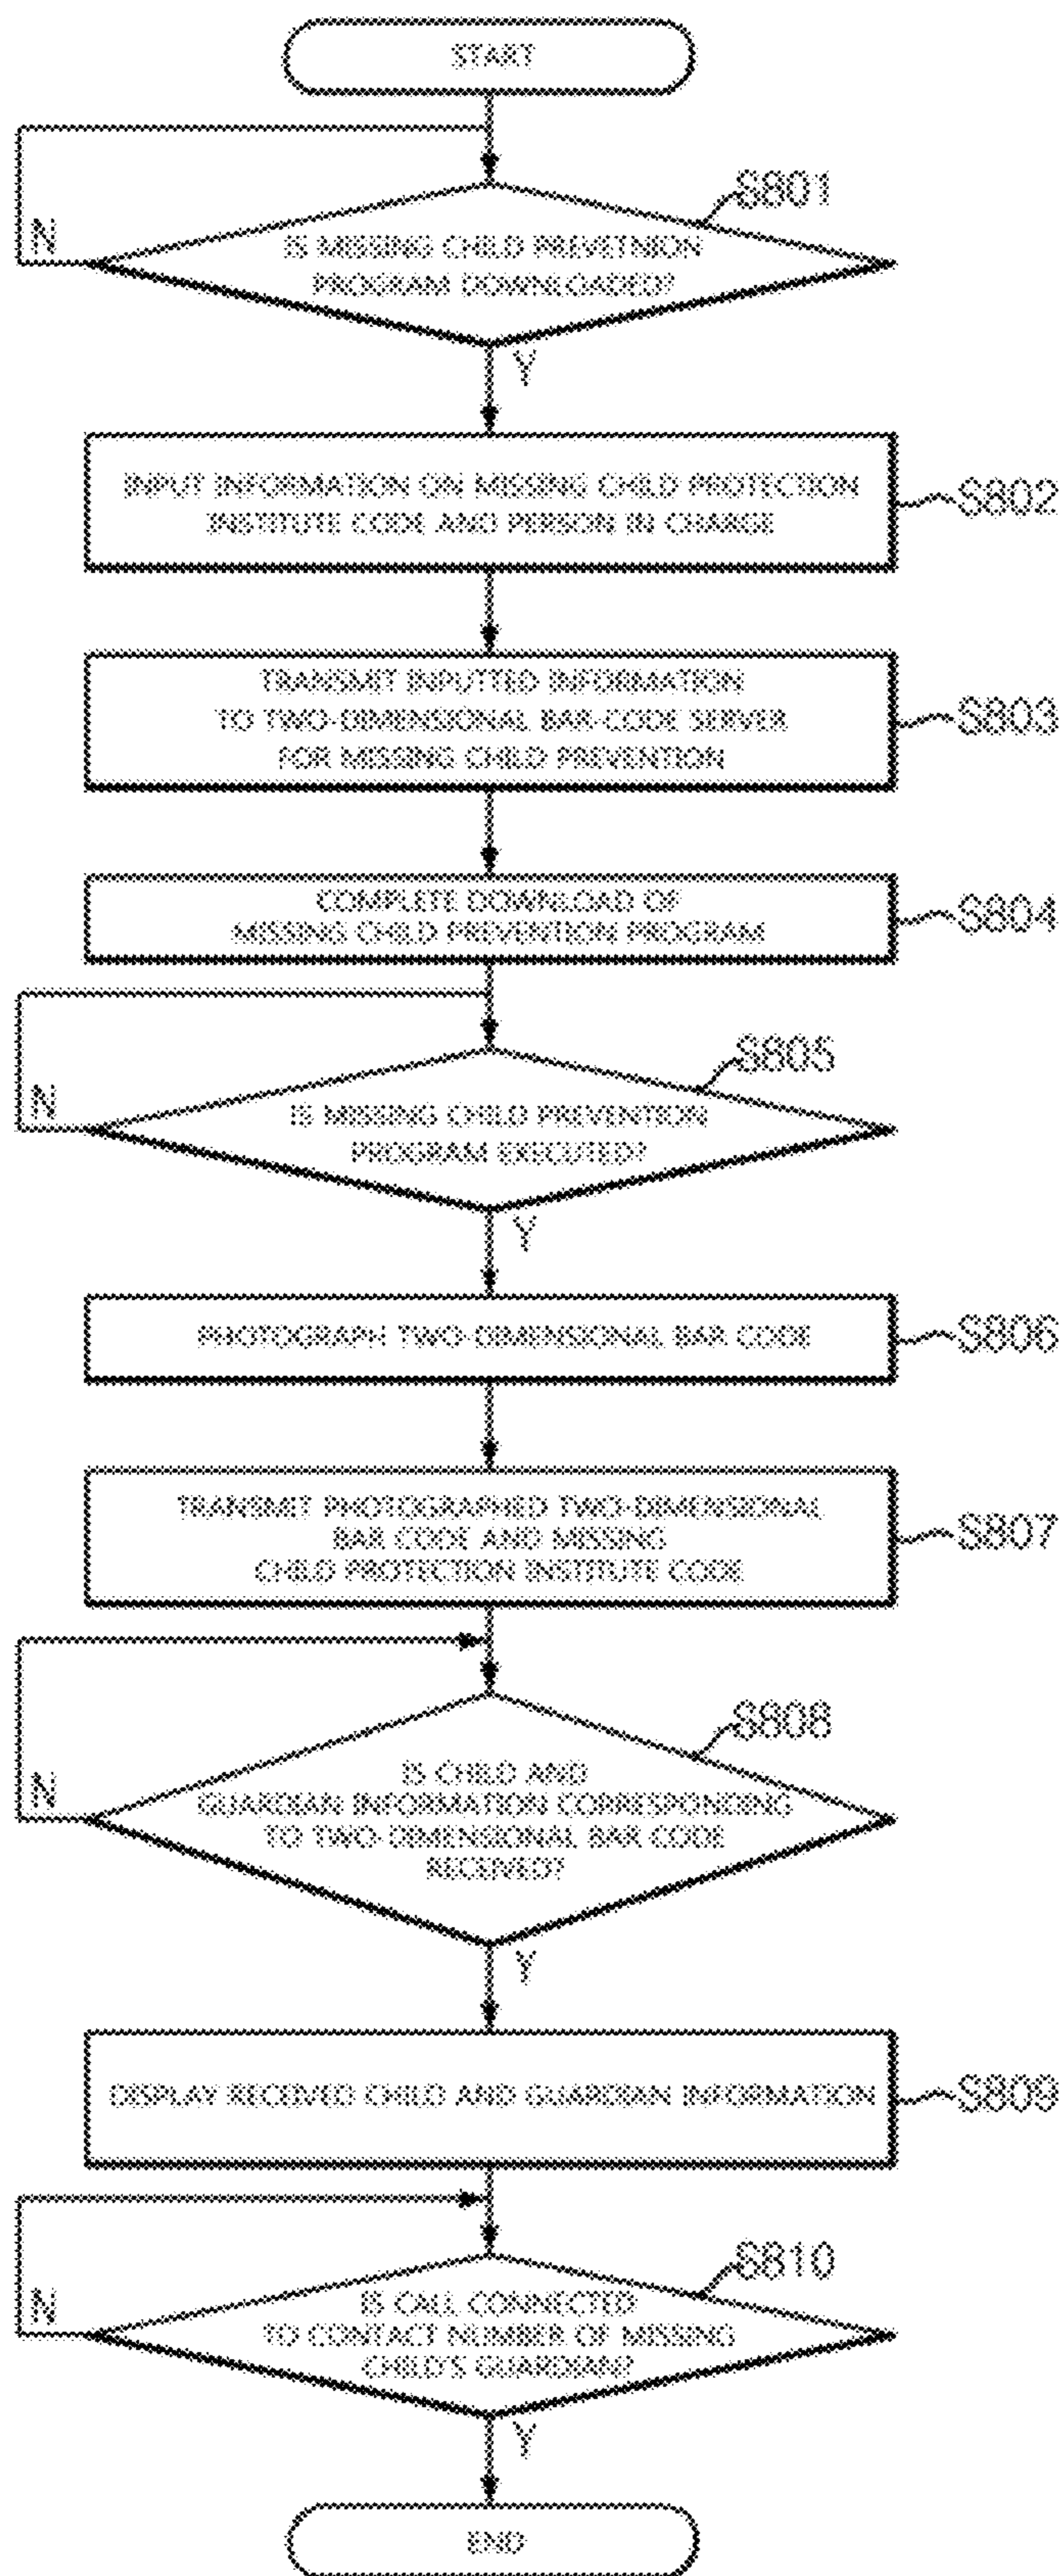 START
S801
N
IS MISSING CHILD PREVETNION
PROGRAM DOWNLOADED?
Y
INPUT INFORMATION ON MISSING CHILD PROTECTION
INSTITUTE CODE AND PERSON IN CHARGE
S802
TRANSMIT INPUTTED INFORMATION
TO TWO-DIMENSIONAL BAR-CODE SERVER
FOR MISSING CHILD PREVENTION
S803
COMPLETE DOWNLOAD OF
MISSING CHILD PREVENTION PROGRAM
S804
S805
N
IS MISSING CHILD PREVENTION
PROGRAM EXECUTED?
Y
PHOTOGRAPH TWO-DIMENSIONAL BAR CODE
S806
TRANSMIT PHOTOGRAPHED TWO-DIMENSIONAL
BAR CODE AND MISSING
CHILD PROTECTION INSTITUTE CODE
S807
S808
N
IS CHILD AND
GUARDIAN INFORMATION CORRESPONDING
TO TWO-DIMENSIONAL BAR CODE
RECEIVED?
Y
DISPLAY RECEIVED CHILD AND GUARDIAN INFORMATION
S809
S810
N
IS CALL CONNECTED
TO CONTACT NUMBER OF MISSING
CHILD'S GUARDIAN?
Y
END